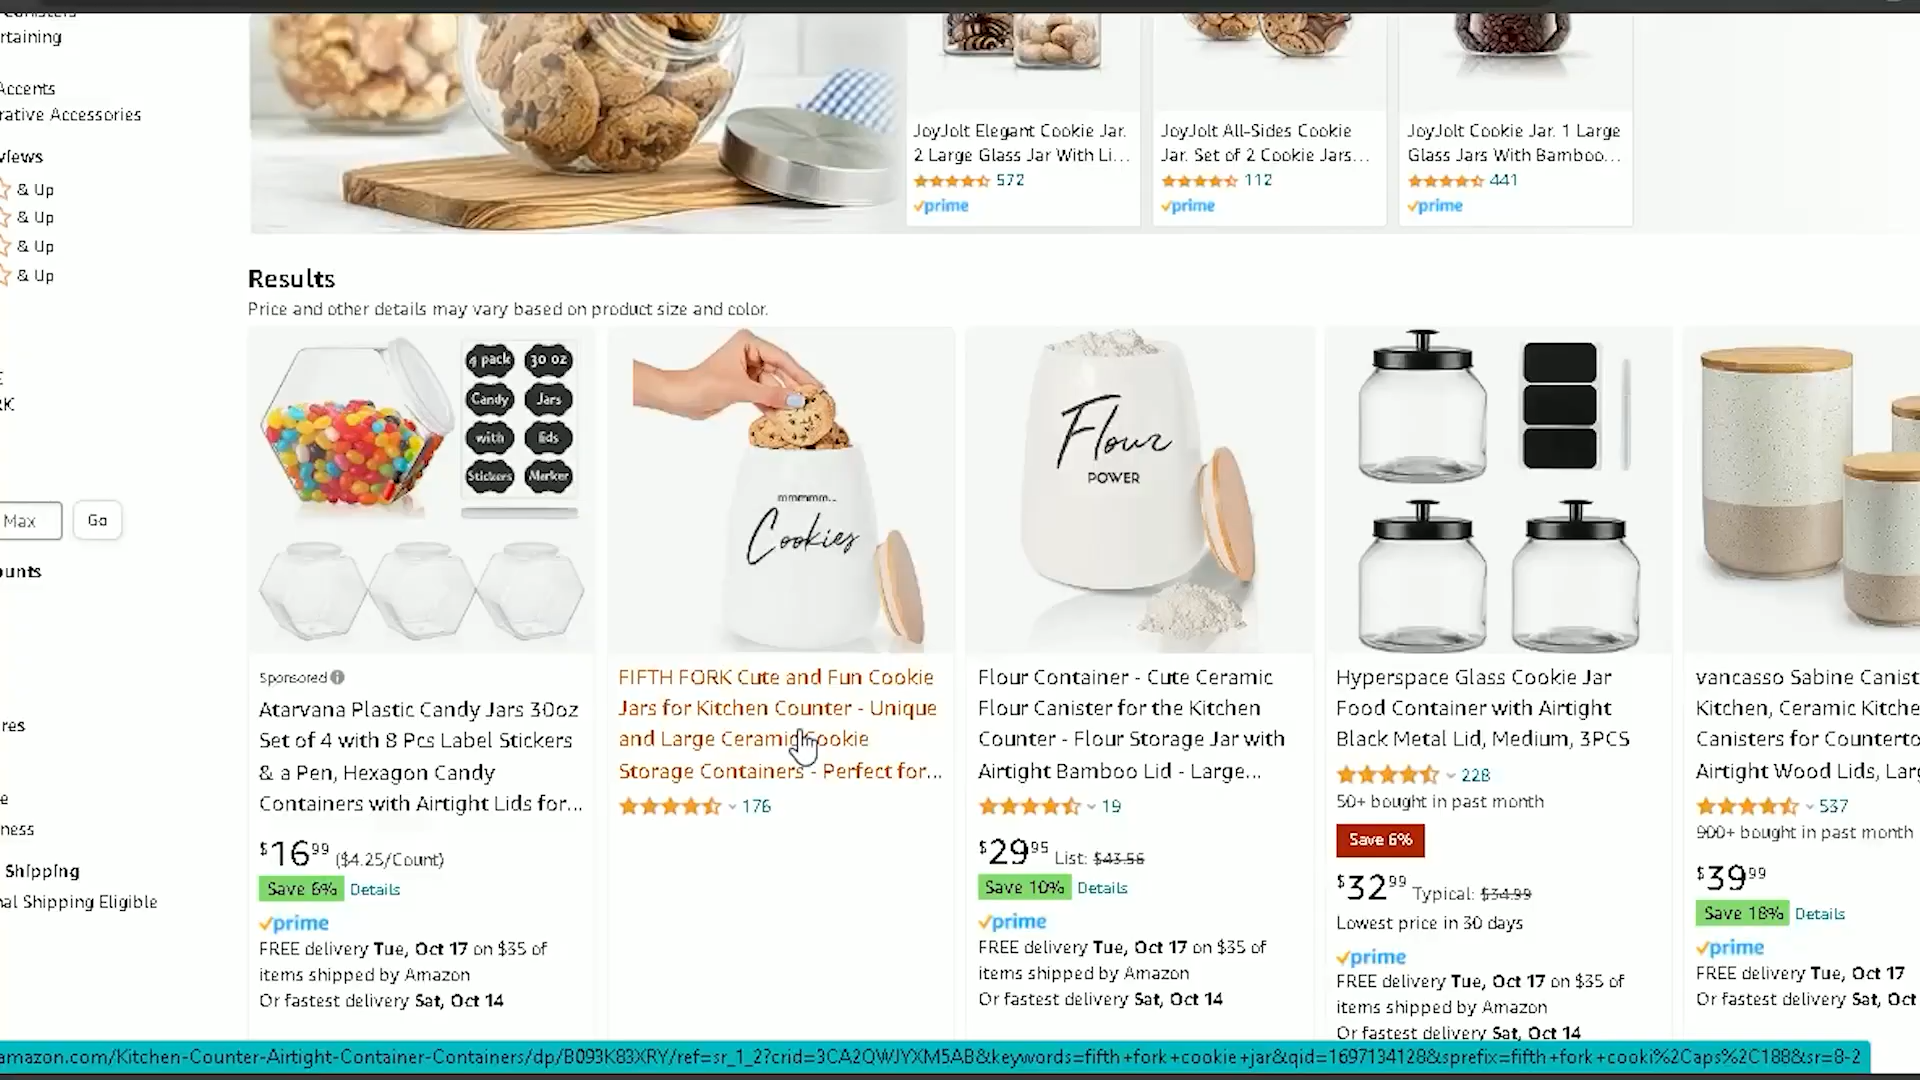 rtaining
Accents
rative Accessories
views
& Up
& Up
& Up
& Up
Max
Go
ounts
res
e
ness
Shipping
nal Shipping Eligible
JoyJolt Elegant Cookie Jar.
2 Large Glass Jar With Li...
572
prime
JoyJolt All-Sides Cookie
Jar. Set of 2 Cookie Jars...
112
prime
JoyJolt Cookie Jar. 1 Large
Glass Jars With Bamboo...
441
prime
Results
Price and other details may vary based on product size and color.
4 pack
30 oz
Candy
Jars
with
lids
Stickers
Marker
Sponsored
Atarvana Plastic Candy Jars 30oz
Set of 4 with 8 Pcs Label Stickers
& a Pen, Hexagon Candy
Containers with Airtight Lids for...
$16.99 ($4.25/Count)
Save 6% Details
prime
FREE delivery Tue, Oct 17 on $35 of
items shipped by Amazon
Or fastest delivery Sat, Oct 14
mmmmm...
Cookies
FIFTH FORK Cute and Fun Cookie
Jars for Kitchen Counter - Unique
and Large Ceramic Cookie
Storage Containers - Perfect for...
176
Flour
POWER
Flour Container - Cute Ceramic
Flour Canister for the Kitchen
Counter - Flour Storage Jar with
Airtight Bamboo Lid - Large...
19
$29.95 List: $43.56
Save 10% Details
prime
FREE delivery Tue, Oct 17 on $35 of
items shipped by Amazon
Or fastest delivery Sat, Oct 14
Hyperspace Glass Cookie Jar
Food Container with Airtight
Black Metal Lid, Medium, 3PCS
228
50+ bought in past month
Save 6%
$32.99 Typical: $34.99
Lowest price in 30 days
prime
FREE delivery Tue, Oct 17 on $35 of
items shipped by Amazon
Or fastest delivery Sat, Oct 14
vancasso Sabine Canist
Kitchen, Ceramic Kitche
Canisters for Counterto
Airtight Wood Lids, Larg
537
900+ bought in past month
$39.99
Save 18% Details
prime
FREE delivery Tue, Oct 17
Or fastest delivery Sat, Oct
amazon.com/Kitchen-Counter-Airtight-Container-Containers/dp/B093K83XRY/ref=sr_1_2?crid=3CA2QWJYXM5AB&keywords=fifth+fork+cookie+jar&qid=1697134128&sprefix=fifth+fork+cooki%2Caps%2C188&sr=8-2